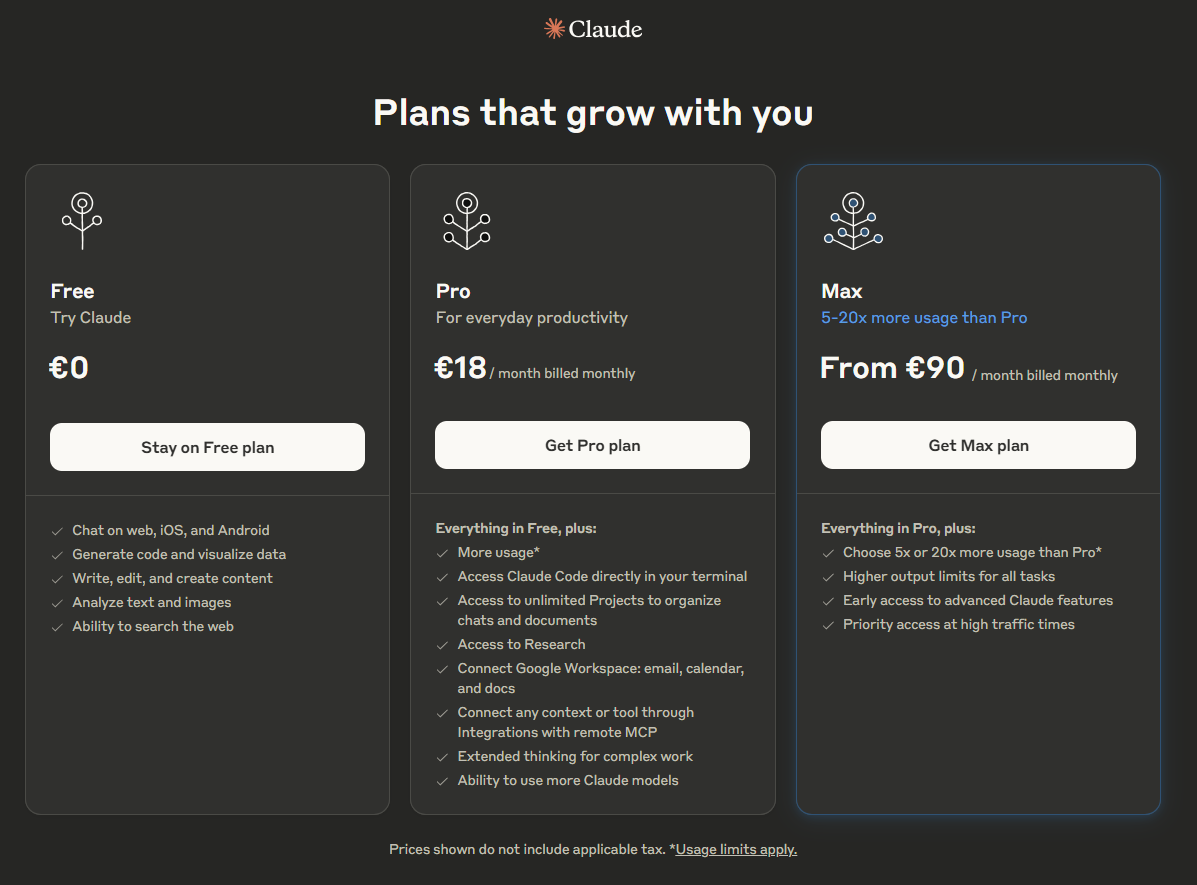 Claude
Plans that grow with you
Free
Try Claude
€0
Stay on Free plan
Chat on web, iOS, and Android
Generate code and visualize data
Write, edit, and create content
Analyze text and images
Ability to search the web
Pro
For everyday productivity
€18 / month billed monthly
Get Pro plan
Everything in Free, plus:
More usage*
Access Claude Code directly in your terminal
Access to unlimited Projects to organize
chats and documents
Access to Research
Connect Google Workspace: email, calendar,
and docs
Connect any context or tool through
Integrations with remote MCP
Extended thinking for complex work
Ability to use more Claude models
Max
5-20x more usage than Pro
From €90 / month billed monthly
Get Max plan
Everything in Pro, plus:
Choose 5x or 20x more usage than Pro*
Higher output limits for all tasks
Early access to advanced Claude features
Priority access at high traffic times
Prices shown do not include applicable tax. *Usage limits apply.